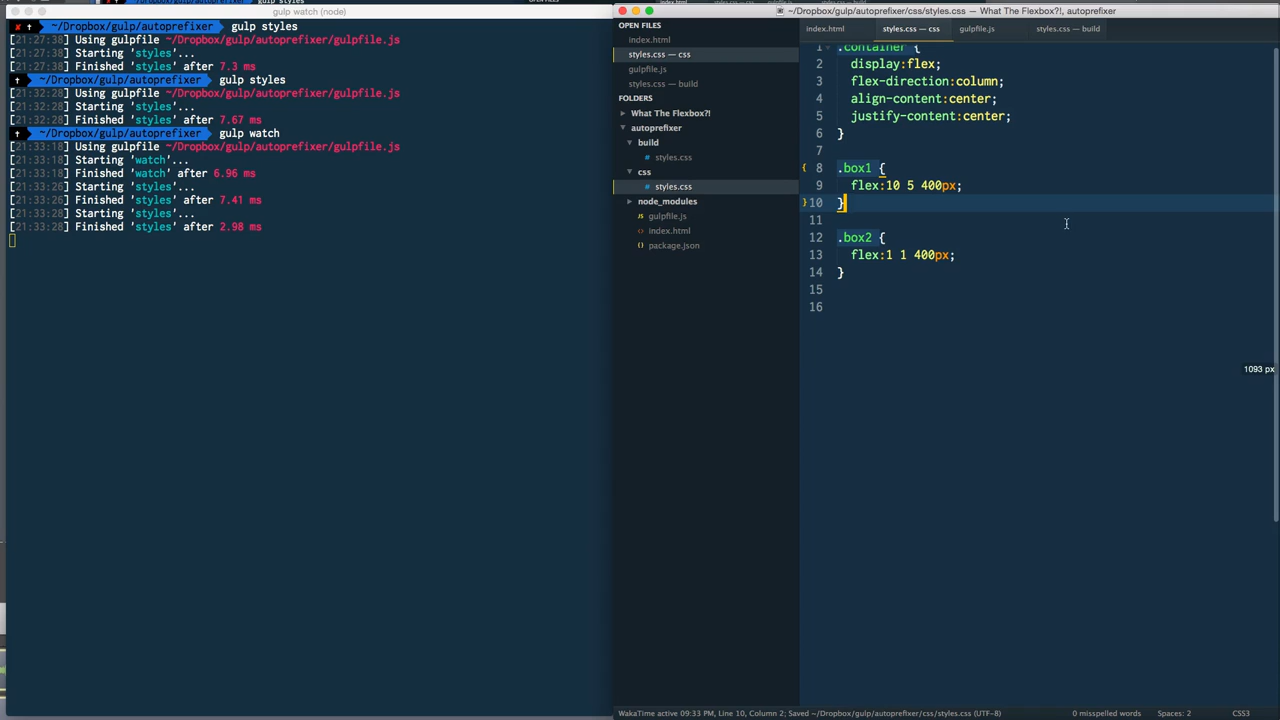 gulp watch (node)
✘ † ~/Dropbox/gulp/autoprefixer gulp styles
[21:27:38] Using gulpfile ~/Dropbox/gulp/autoprefixer/gulpfile.js
[21:27:38] Starting 'styles'...
[21:27:38] Finished 'styles' after 7.3 ms
† ~/Dropbox/gulp/autoprefixer gulp styles
[21:32:28] Using gulpfile ~/Dropbox/gulp/autoprefixer/gulpfile.js
[21:32:28] Starting 'styles'...
[21:32:28] Finished 'styles' after 7.67 ms
† ~/Dropbox/gulp/autoprefixer gulp watch
[21:33:18] Using gulpfile ~/Dropbox/gulp/autoprefixer/gulpfile.js
[21:33:18] Starting 'watch'...
[21:33:18] Finished 'watch' after 6.96 ms
[21:33:26] Starting 'styles'...
[21:33:26] Finished 'styles' after 7.41 ms
[21:33:28] Starting 'styles'...
[21:33:28] Finished 'styles' after 2.98 ms
~/Dropbox/gulp/autoprefixer/css/styles.css — What The Flexbox?!, autoprefixer
OPEN FILES
index.html
styles.css — css
gulpfile.js
styles.css — build
FOLDERS
What The Flexbox?!
autoprefixer
build
styles.css
css
styles.css
node_modules
gulpfile.js
index.html
package.json
index.html styles.css — css gulpfile.js styles.css — build
1 .container {
2 display:flex;
3 flex-direction:column;
4 align-content:center;
5 justify-content:center;
6 }
7
8 .box1 {
9 flex:10 5 400px;
10 }
11
12 .box2 {
13 flex:1 1 400px;
14 }
15
16
1093 px
WakaTime active 09:33 PM, Line 10, Column 2; Saved ~/Dropbox/gulp/autoprefixer/css/styles.css (UTF-8) 0 misspelled words Spaces: 2 CSS3